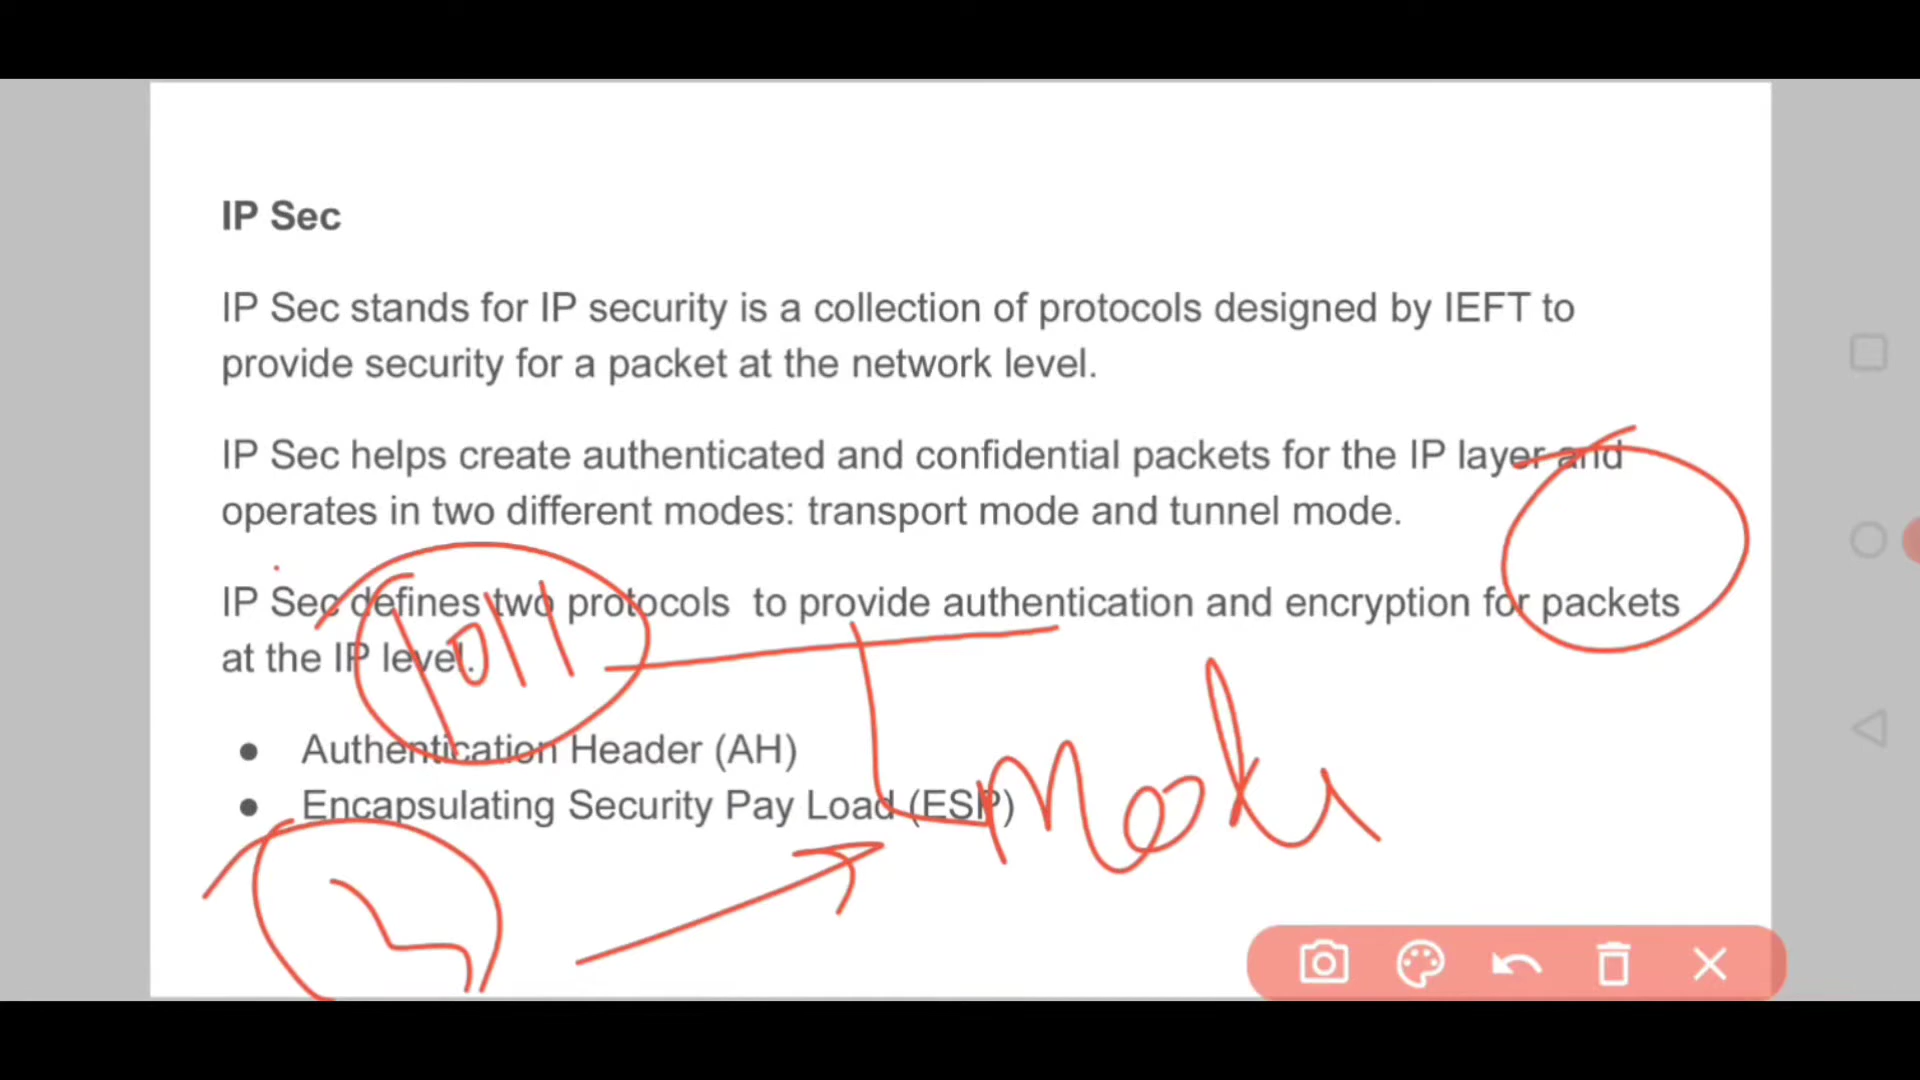 IP Sec
IP Sec stands for IP security is a collection of protocols designed by IEFT to
provide security for a packet at the network level.
IP Sec helps create authenticated and confidential packets for the IP layer and
operates in two different modes: transport mode and tunnel mode.
IP Sec defines two protocols to provide authentication and encryption for packets
at the IP level.
● Authentication Header (AH)
● Encapsulating Security Pay Load (ESP)